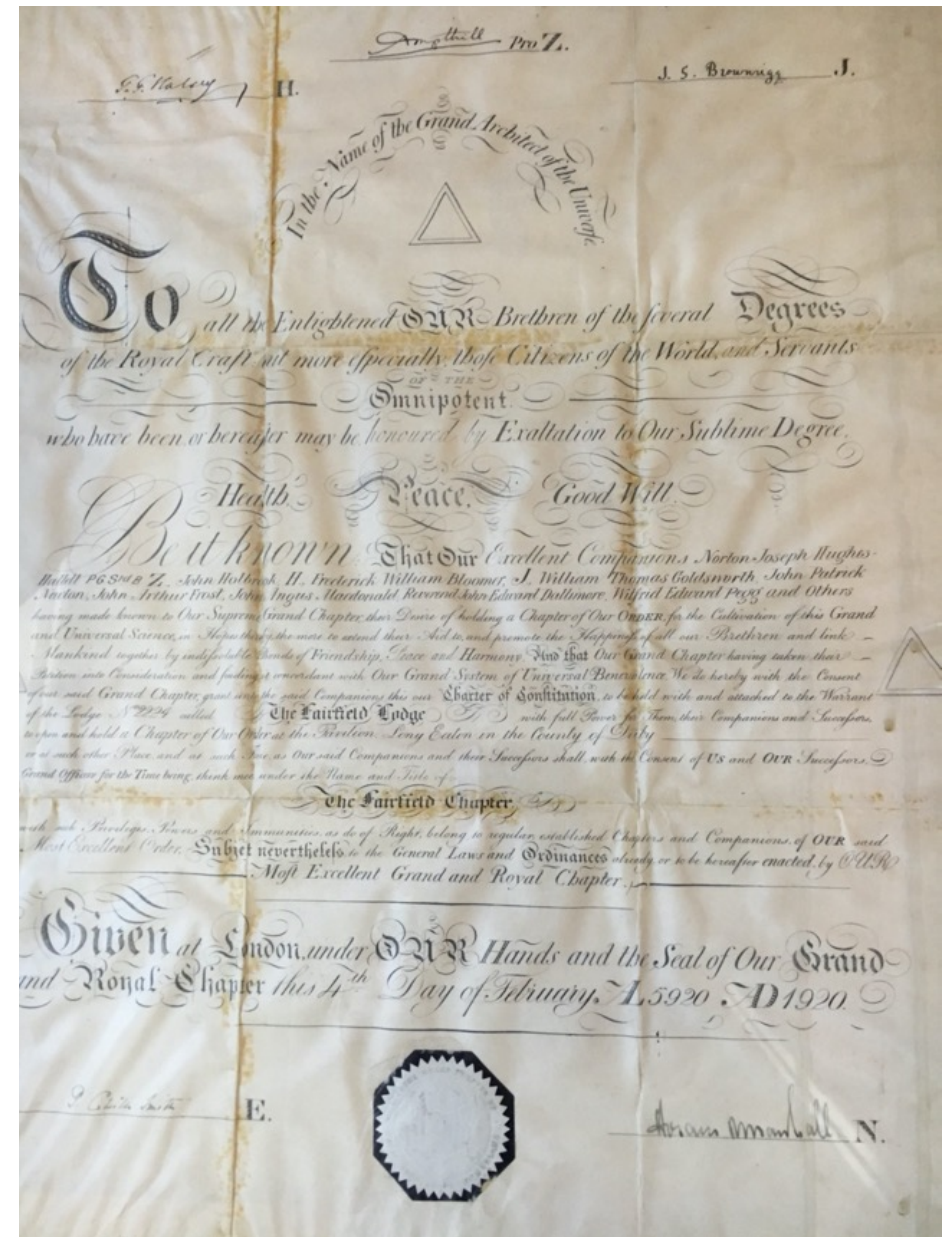 Ampthill Pro Z.
T. F. Halsey H.
J. S. Brownrigg J.
In the Name of the Grand Architect of the Universe
To all the Enlightened OUR Brethren of the several Degrees
of the Royal Craft but more especially those Citizens of the World, and Servants
OF THE
Omnipotent.
who have been, or hereafter may be honoured by Exaltation to Our Sublime Degree.
Health. Peace. Good Will.
Be it known That Our Excellent Companions Norton Joseph Hughes-
Hallett P G Swd B Z. John Holbrook H. Frederick William Bloomer, J. William Thomas Goldsworth, John Patrick
Norton, John Arthur Frost, John Angus Macdonald Reverend John Edward Dallimore, Wilfrid Edward Pegg and Others
having made known to Our Supreme Grand Chapter, their Desire of holding a Chapter of Our ORDER, for the Cultivation of this Grand
and Universal Science, in Hopes thereby the more to extend their Aid to, and promote the Happiness of all our Brethren and link
Mankind together by indissoluble Bonds of Friendship, Peace and Harmony. And that Our Grand Chapter having taken their
Petition into Consideration and finding it concordant with Our Grand System of Universal Benevolence, We do hereby with the Consent
of our said Grand Chapter, grant unto the said Companions this our Charter of Constitution, to be held with and attached to the Warrant
of the Lodge No 2224 called The Fairfield Lodge with full Power for Them, their Companions and Successors,
to open and hold a Chapter of Our Order at the Pavilion Long Eaton in the County of Derby
or at such other Place and at such Time as Our said Companions and their Successors shall, with the Consent of US and OUR Successors,
Grand Officers for the Time being, think meet under the Name and Title of
The Fairfield Chapter
with such Privileges, Powers and Immunities, as do of Right, belong to regular, established Chapters and Companions, of OUR said
Most Excellent Order. Subject nevertheless to the General Laws and Ordinances already, or to be hereafter enacted, by OUR
Most Excellent Grand and Royal Chapter.
Given at London, under OUR Hands and the Seal of Our Grand
and Royal Chapter this 4th Day of February, AL 5920 AD 1920.
P Colville Smith E.
Horace Marshall N.